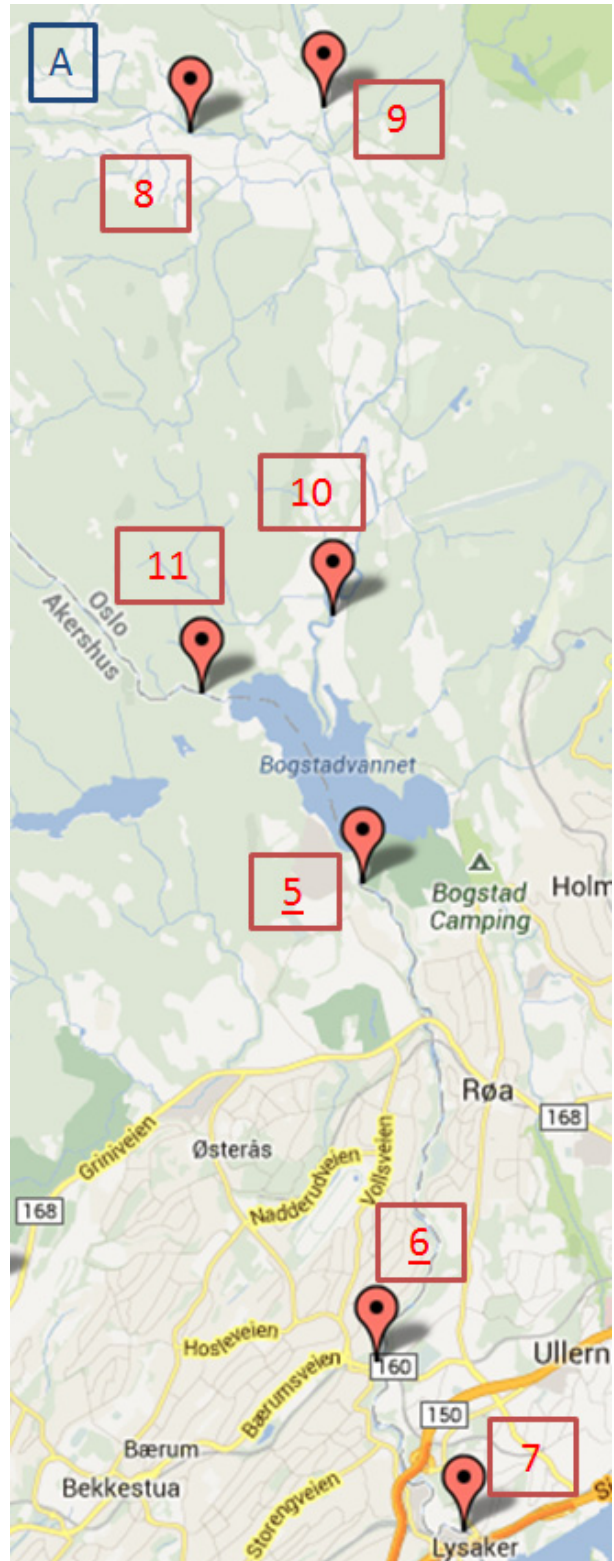 A
9
8
10
11
Oslo
Akershus
Bogstadvannet
5
Bogstad
Camping
Holm
Røa
168
Griniveien
Østerås
Vollsveien
Nadderudveien
168
6
Hosleveien
160
Ullern
Bærumsveien
150
7
Bærum
Bekkestua
Storengveien
Lysaker